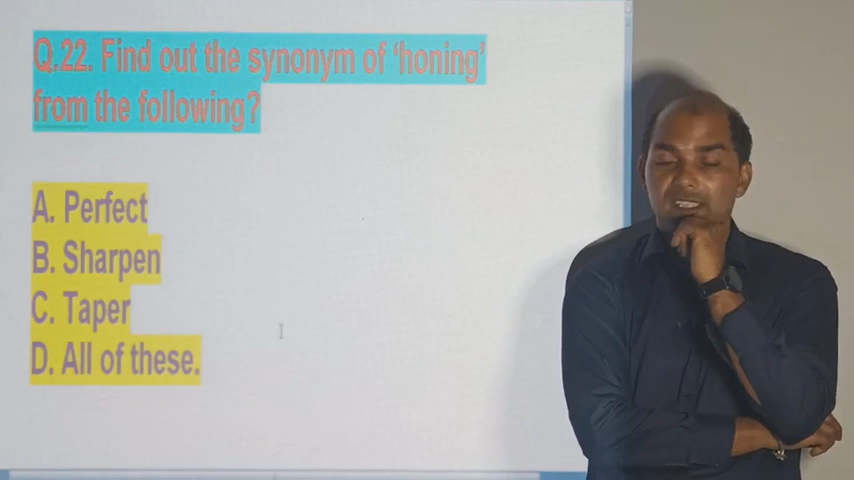 Q.22. Find out the synonym of ‘honing’
from the following?
A. Perfect
B. Sharpen
C. Taper
D. All of these.